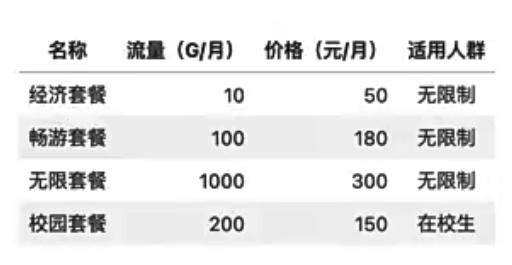 名称 流量（G/月） 价格（元/月） 适用人群
经济套餐 10 50 无限制
畅游套餐 100 180 无限制
无限套餐 1000 300 无限制
校园套餐 200 150 在校生